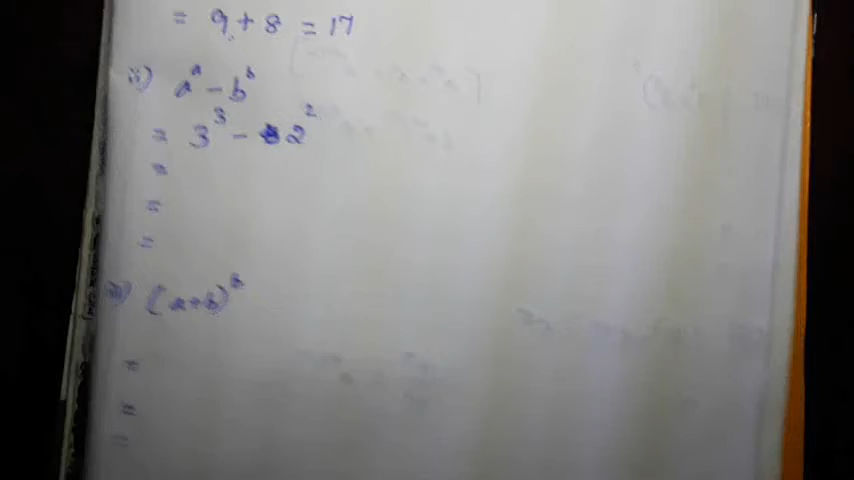 = 9 + 8 = 17
ii) a^a - b^b
= 3^3 - 2^2
=
=
=
iii) (a+b)^b
=
=
=